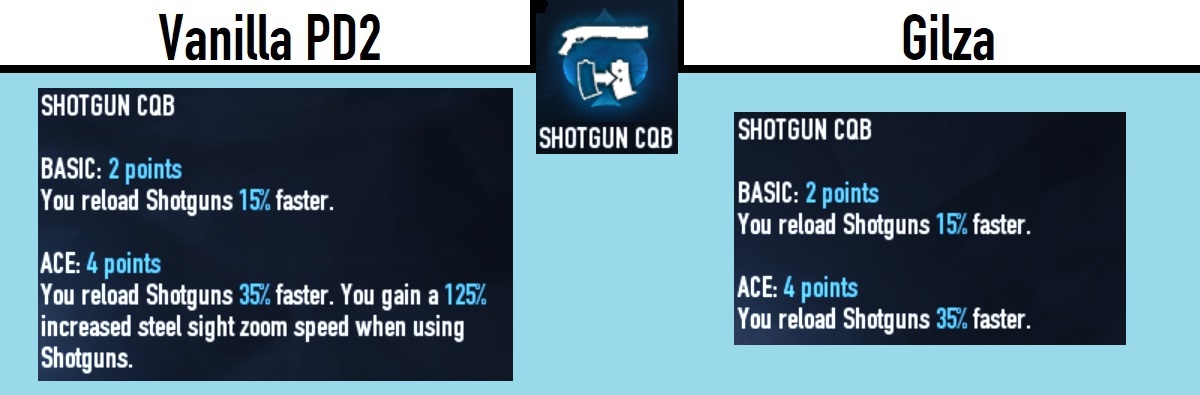 Vanilla PD2
Gilza
SHOTGUN CQB
SHOTGUN CQB
BASIC: 2 points
You reload Shotguns 15% faster.
ACE: 4 points
You reload Shotguns 35% faster. You gain a 125%
increased steel sight zoom speed when using
Shotguns.
SHOTGUN CQB
BASIC: 2 points
You reload Shotguns 15% faster.
ACE: 4 points
You reload Shotguns 35% faster.